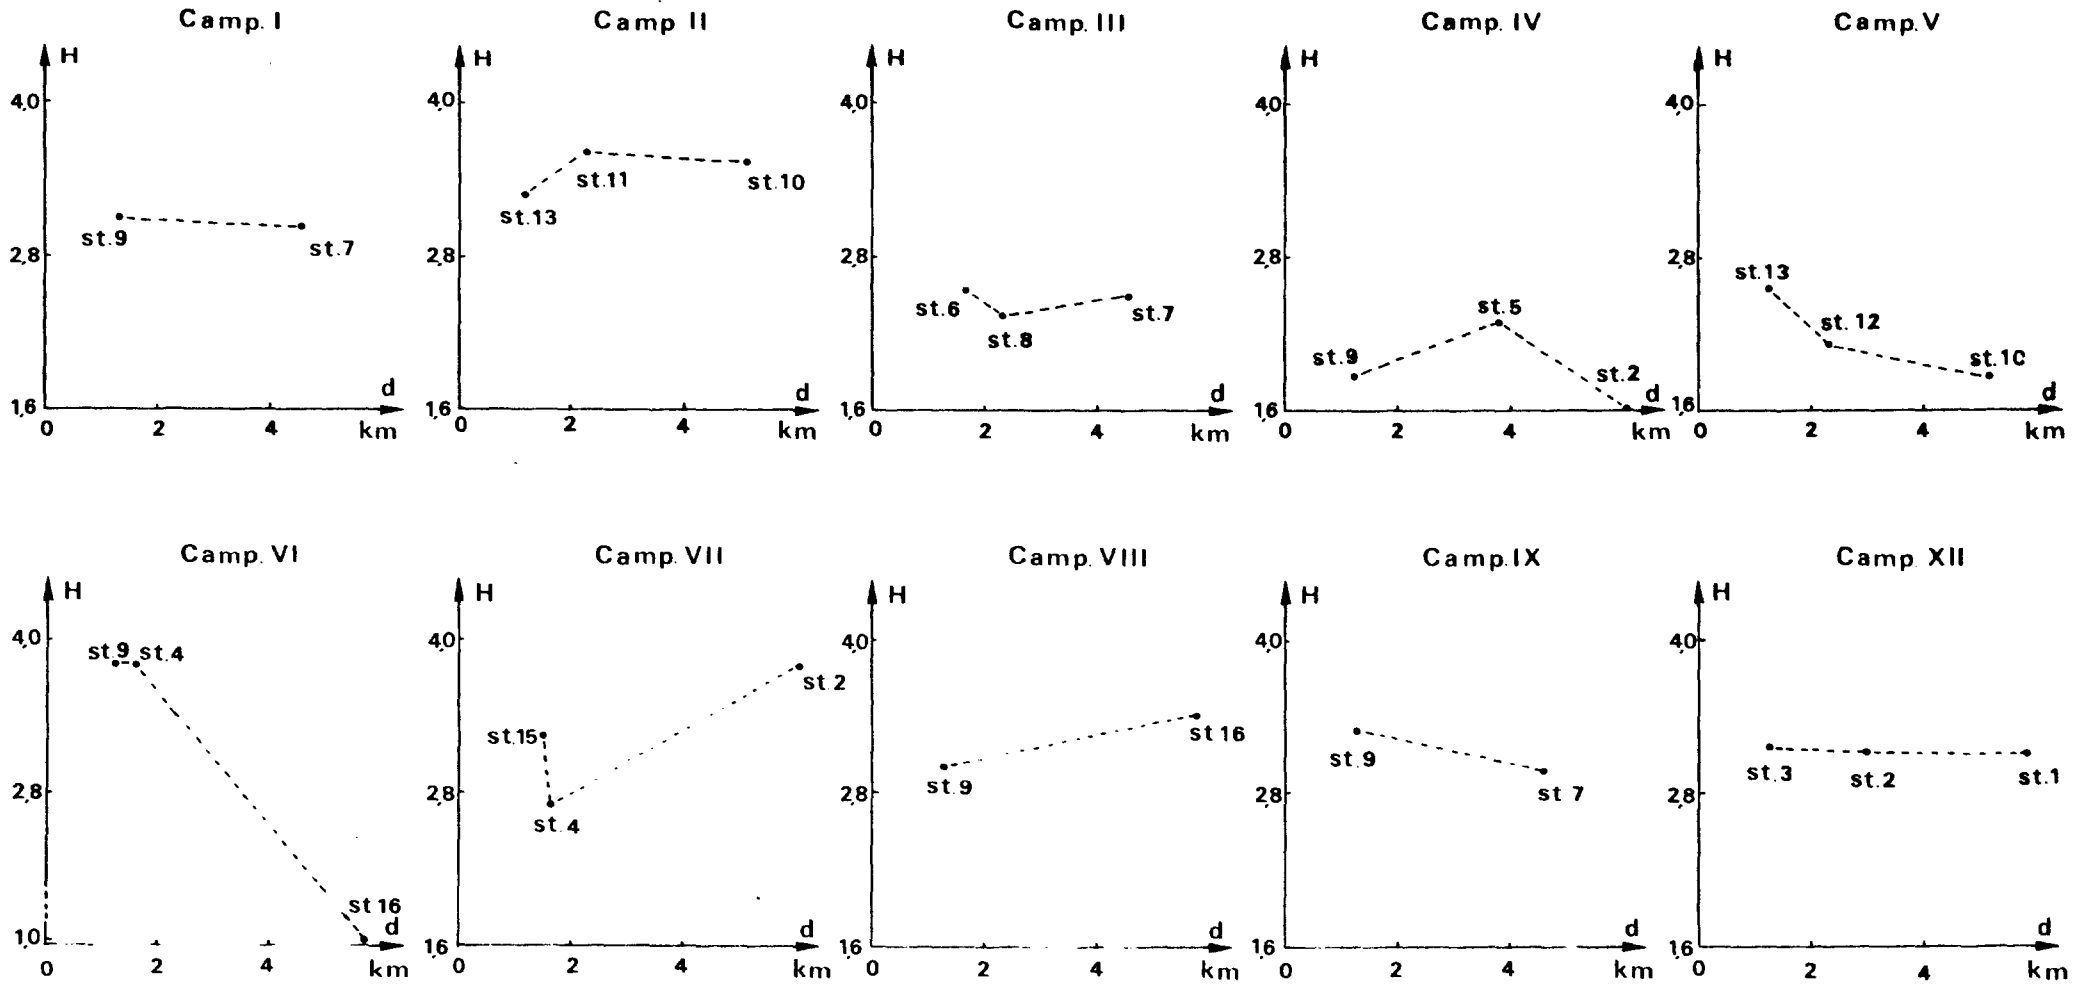 Camp. I
H
4,0
2,8
1,6
st.9
st.7
d
0 2 4 km
Camp II
H
4,0
2,8
1,6
st.13
st.11
st.10
d
0 2 4 km
Camp. III
H
4,0
2,8
1,6
st.6
st.8
st.7
d
0 2 4 km
Camp. IV
H
4,0
2,8
1,6
st.9
st.5
st.2
d
0 2 4 km
Camp. V
H
4,0
2,8
1,6
st.13
st.12
st.10
d
0 2 4 km
Camp. VI
H
4,0
2,8
1,0
st.9 st.4
st 16
d
0 2 4 km
Camp. VII
H
4,0
2,8
1,6
st.15
st.4
st.2
d
0 2 4 km
Camp. VIII
H
4,0
2,8
1,6
st.9
st 16
d
0 2 4 km
Camp. IX
H
4,0
2,8
1,6
st.9
st 7
d
0 2 4 km
Camp. XII
H
4,0
2,8
1,6
st.3
st.2
st.1
d
0 2 4 km